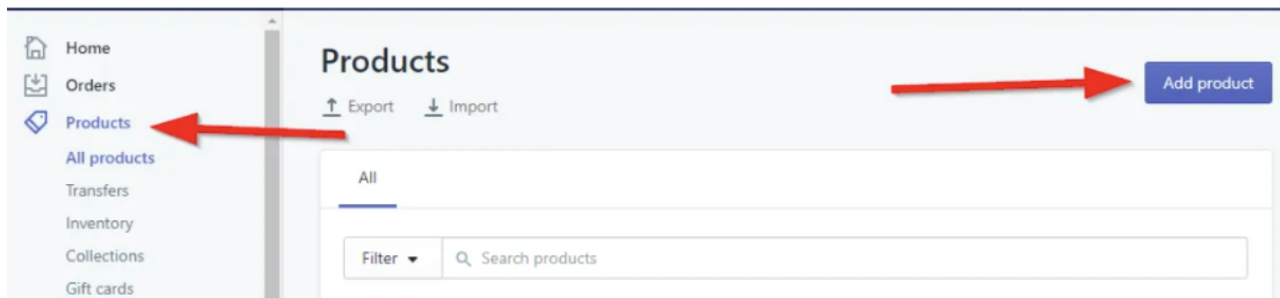 Home
Orders
Products
All products
Transfers
Inventory
Collections
Gift cards
Products
Export Import
Add product
All
Filter Search products